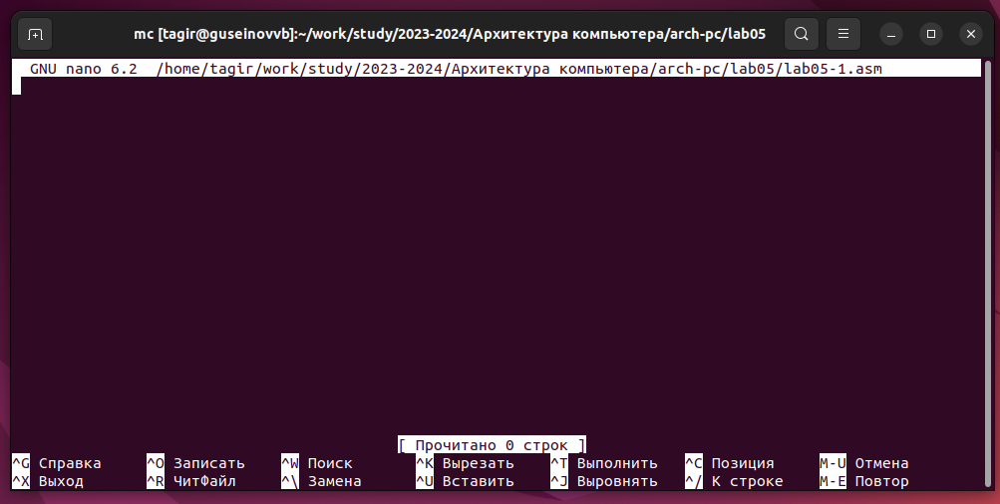 mc [tagir@guseinovvb]:~/work/study/2023-2024/Архитектура компьютера/arch-pc/lab05
GNU nano 6.2 /home/tagir/work/study/2023-2024/Архитектура компьютера/arch-pc/lab05/lab05-1.asm
[ Прочитано 0 строк ]
^G Справка ^O Записать ^W Поиск ^K Вырезать ^T Выполнить ^C Позиция M-U Отмена
^X Выход ^R ЧитФайл ^\ Замена ^U Вставить ^J Выровнять ^/ К строке M-E Повтор